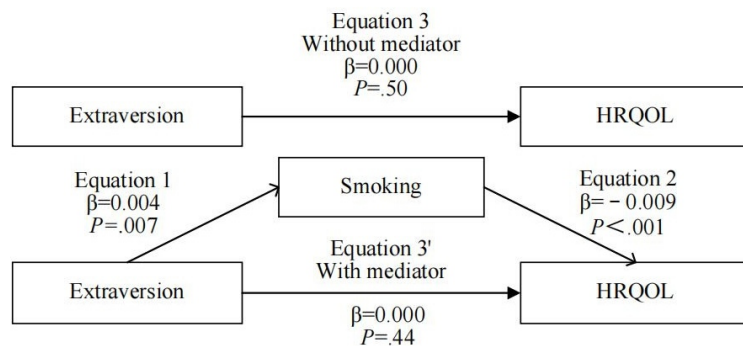 Equation 3
Without mediator
β=0.000
P=.50
Extraversion
HRQOL
Equation 1
β=0.004
P=.007
Smoking
Equation 2
β=－0.009
P＜.001
Equation 3'
With mediator
Extraversion
HRQOL
β=0.000
P=.44